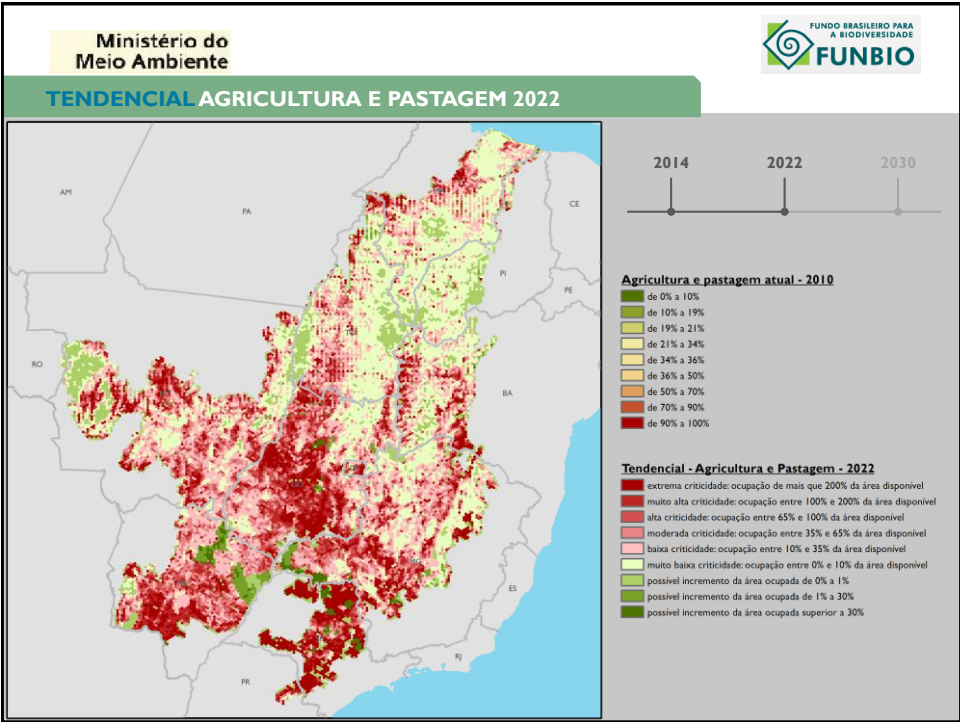 Ministério do
Meio Ambiente
FUNDO BRASILEIRO PARA
A BIODIVERSIDADE
FUNBIO
TENDENCIAL AGRICULTURA E PASTAGEM 2022
2014 2022 2030
AM
PA
CE
PI
PE
RO
BA
ES
RJ
PR
Agricultura e pastagem atual - 2010
de 0% a 10%
de 10% a 19%
de 19% a 21%
de 21% a 34%
de 34% a 36%
de 36% a 50%
de 50% a 70%
de 70% a 90%
de 90% a 100%
Tendencial - Agricultura e Pastagem - 2022
extrema criticidade: ocupação de mais que 200% da área disponível
muito alta criticidade: ocupação entre 100% e 200% da área disponível
alta criticidade: ocupação entre 65% e 100% da área disponível
moderada criticidade: ocupação entre 35% e 65% da área disponível
baixa criticidade: ocupação entre 10% e 35% da área disponível
muito baixa criticidade: ocupação entre 0% e 10% da área disponível
possível incremento da área ocupada de 0% a 1%
possível incremento da área ocupada de 1% a 30%
possível incremento da área ocupada superior a 30%